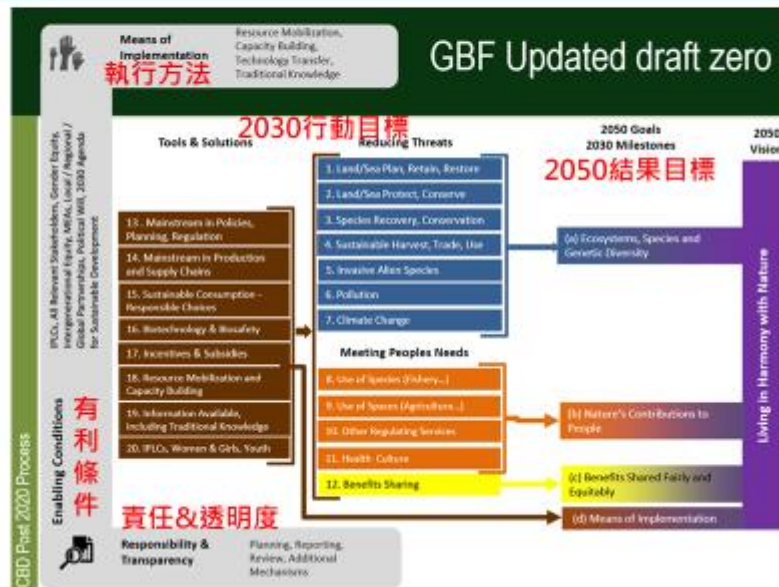 Means of
Implementation
執行方法
Resource Mobilization,
Capacity Building,
Technology Transfer,
Traditional Knowledge
GBF Updated draft zero
2030行動目標
Tools & Solutions
Reducing Threats
2050 Goals
2030 Milestones
2050結果目標
2050
Vision
IPLCs, All Relevant Stakeholders, Gender Equity,
Intergenerational Equity, MEAs, Local / Regional /
Global Partnerships, Political Will, 2030 Agenda
for Sustainable Development
Enabling Conditions
有利條件
CBD Post 2020 Process
13. Mainstream in Policies,
Planning, Regulation
14. Mainstream in Production
and Supply Chains
15. Sustainable Consumption -
Responsible Choices
16. Biotechnology & Biosafety
17. Incentives & Subsidies
18. Resource Mobilization and
Capacity Building
19. Information Available,
Including Traditional Knowledge
20. IPLCs, Women & Girls, Youth
1. Land/Sea Plan, Retain, Restore
2. Land/Sea Protect, Conserve
3. Species Recovery, Conservation
4. Sustainable Harvest, Trade, Use
5. Invasive Alien Species
6. Pollution
7. Climate Change
Meeting Peoples Needs
8. Use of Species (Fishery...)
9. Use of Spaces (Agriculture...)
10. Other Regulating Services
11. Health Culture
12. Benefits Sharing
(a) Ecosystems, Species and
Genetic Diversity
(b) Nature's Contributions to
People
(c) Benefits Shared Fairly and
Equitably
(d) Means of Implementation
Living in Harmony with Nature
責任&透明度
Responsibility &
Transparency
Planning, Reporting,
Review, Additional
Mechanisms